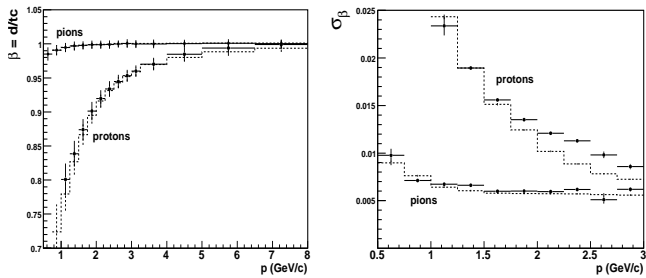 β = d/tc
1.05
1
0.95
0.9
0.85
0.8
0.75
0.7
pions
protons
1 2 3 4 5 6 7 8
p (GeV/c)
σβ
0.025
0.02
0.015
0.01
0.005
0
protons
pions
0.5 1 1.5 2 2.5 3
p (GeV/c)